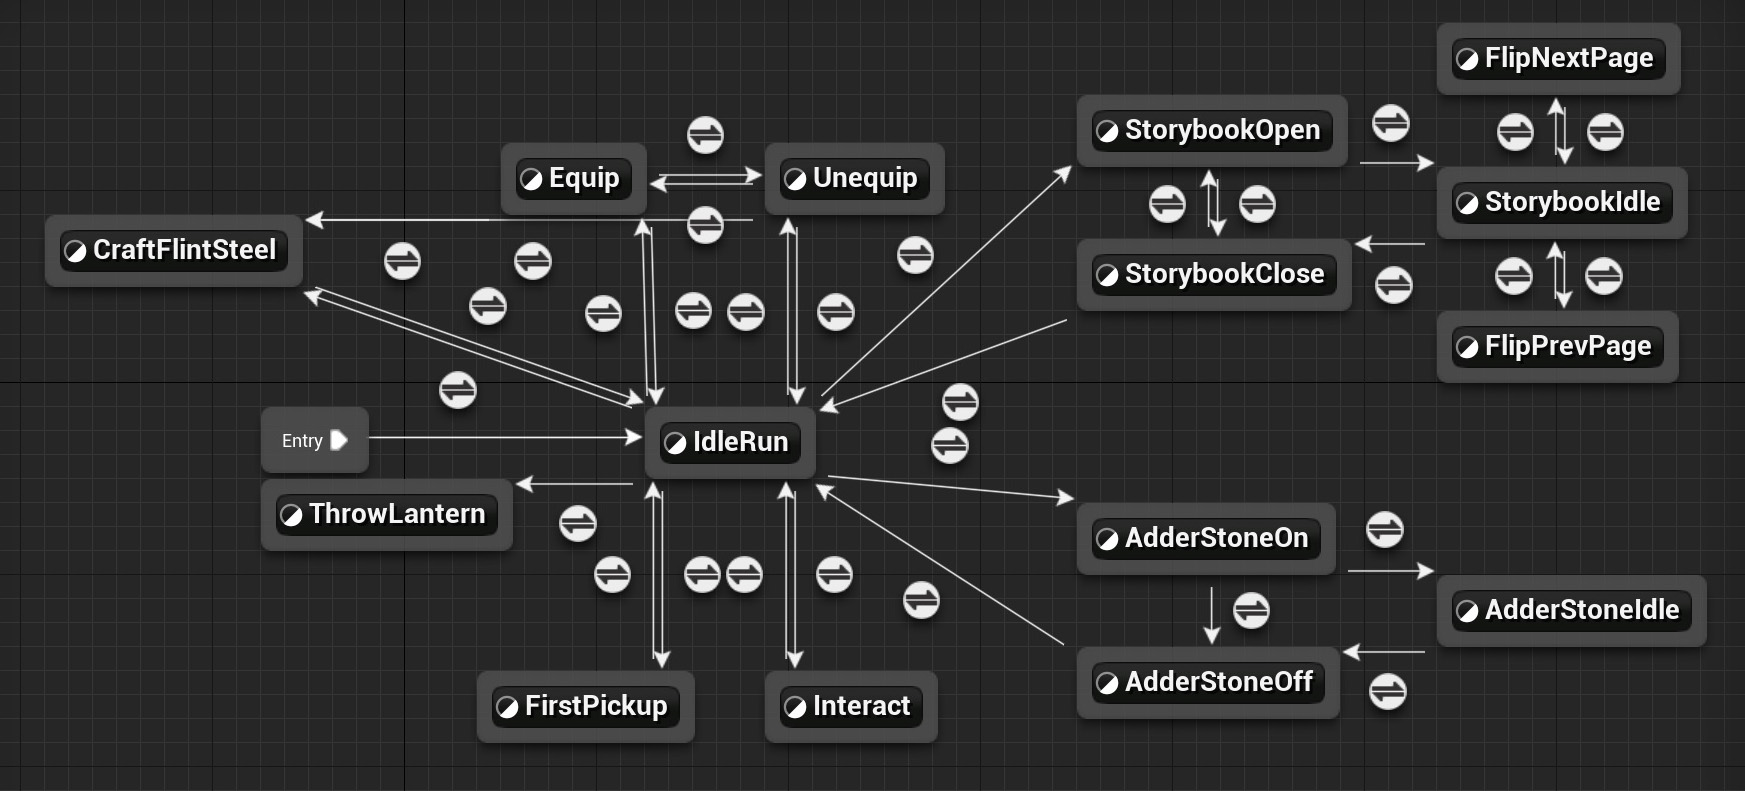 FlipNextPage
StorybookOpen
Equip
Unequip
StorybookIdle
CraftFlintSteel
StorybookClose
FlipPrevPage
Entry
IdleRun
ThrowLantern
AdderStoneOn
AdderStoneIdle
AdderStoneOff
FirstPickup
Interact